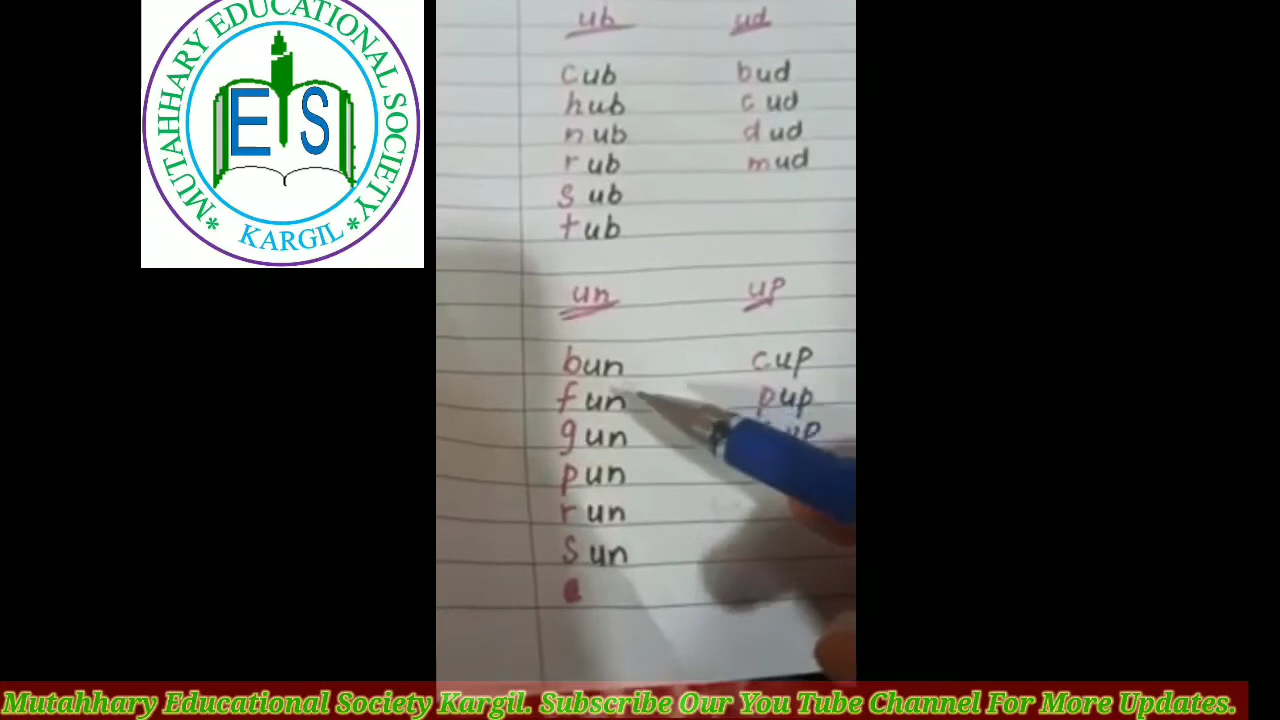 MUTAHHARY EDUCATIONAL SOCIETY
E S
* KARGIL *
ub ud
cub bud
hub cud
nub dud
rub mud
sub
tub
un up
bun cup
fun pup
gun up
pun
run
sun
Mutahhary Educational Society Kargil. Subscribe Our You Tube Channel For More Updates.